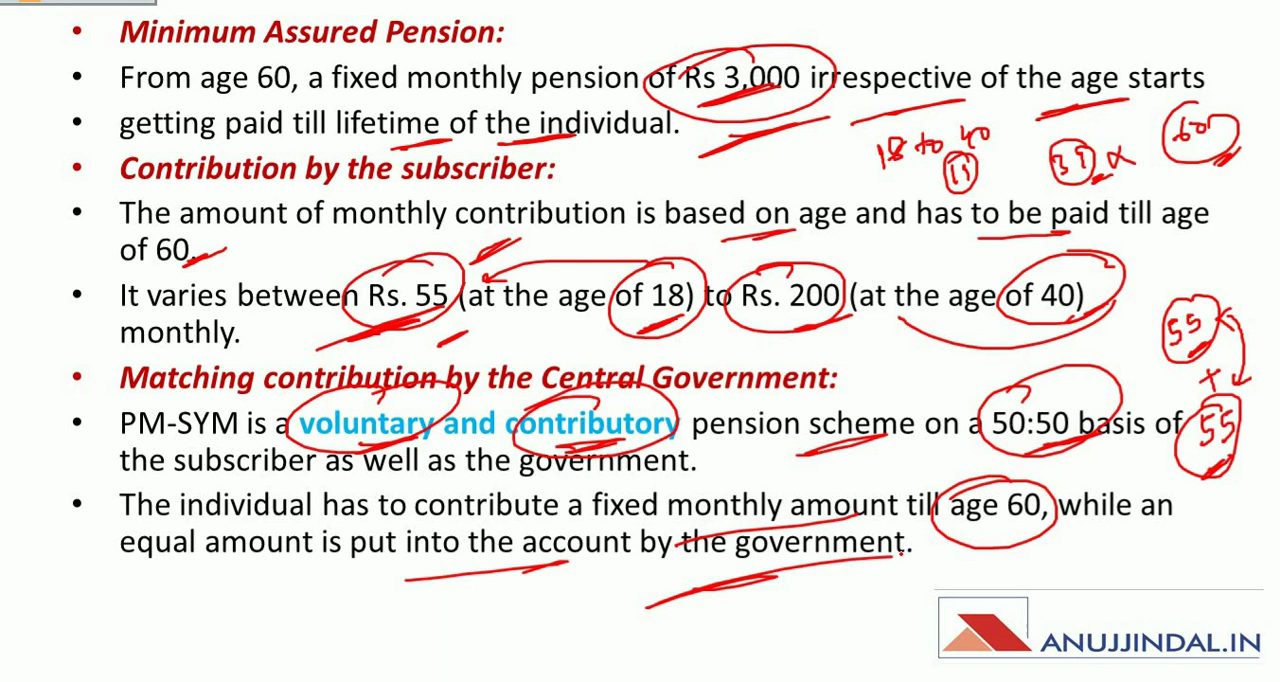 • Minimum Assured Pension:
• From age 60, a fixed monthly pension of Rs 3,000 irrespective of the age starts
• getting paid till lifetime of the individual.
60
18 to 40
• Contribution by the subscriber:
• The amount of monthly contribution is based on age and has to be paid till age
of 60.
• It varies between Rs. 55 (at the age of 18) to Rs. 200 (at the age of 40)
monthly.
55
+
55
• Matching contribution by the Central Government:
• PM-SYM is a voluntary and contributory pension scheme on a 50:50 basis of
the subscriber as well as the government.
• The individual has to contribute a fixed monthly amount till age 60, while an
equal amount is put into the account by the government.
ANUJJINDAL.IN